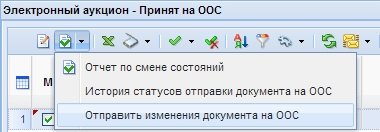 Электронный аукцион - Принят на ООС
Отчет по смене состояний
История статусов отправки документа на ООС
Отправить изменения документа на ООС
1